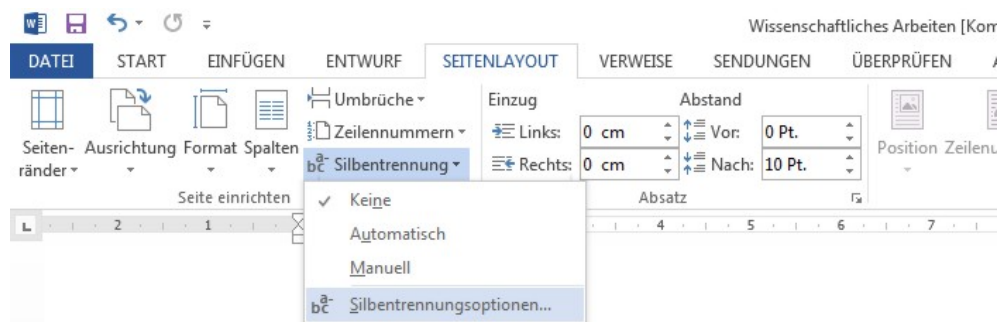 Wissenschaftliches Arbeiten [Kom
DATEI START EINFÜGEN ENTWURF SEITENLAYOUT VERWEISE SENDUNGEN ÜBERPRÜFEN
Umbrüche Einzug Abstand
Zeilennummern Links: 0 cm Vor: 0 Pt.
Seiten- Ausrichtung Format Spalten Position Zeilenu
ränder Silbentrennung Rechts: 0 cm Nach: 10 Pt.
Seite einrichten Absatz
Keine
L 2 1 4 5 6 7
Automatisch
Manuell
Silbentrennungsoptionen...